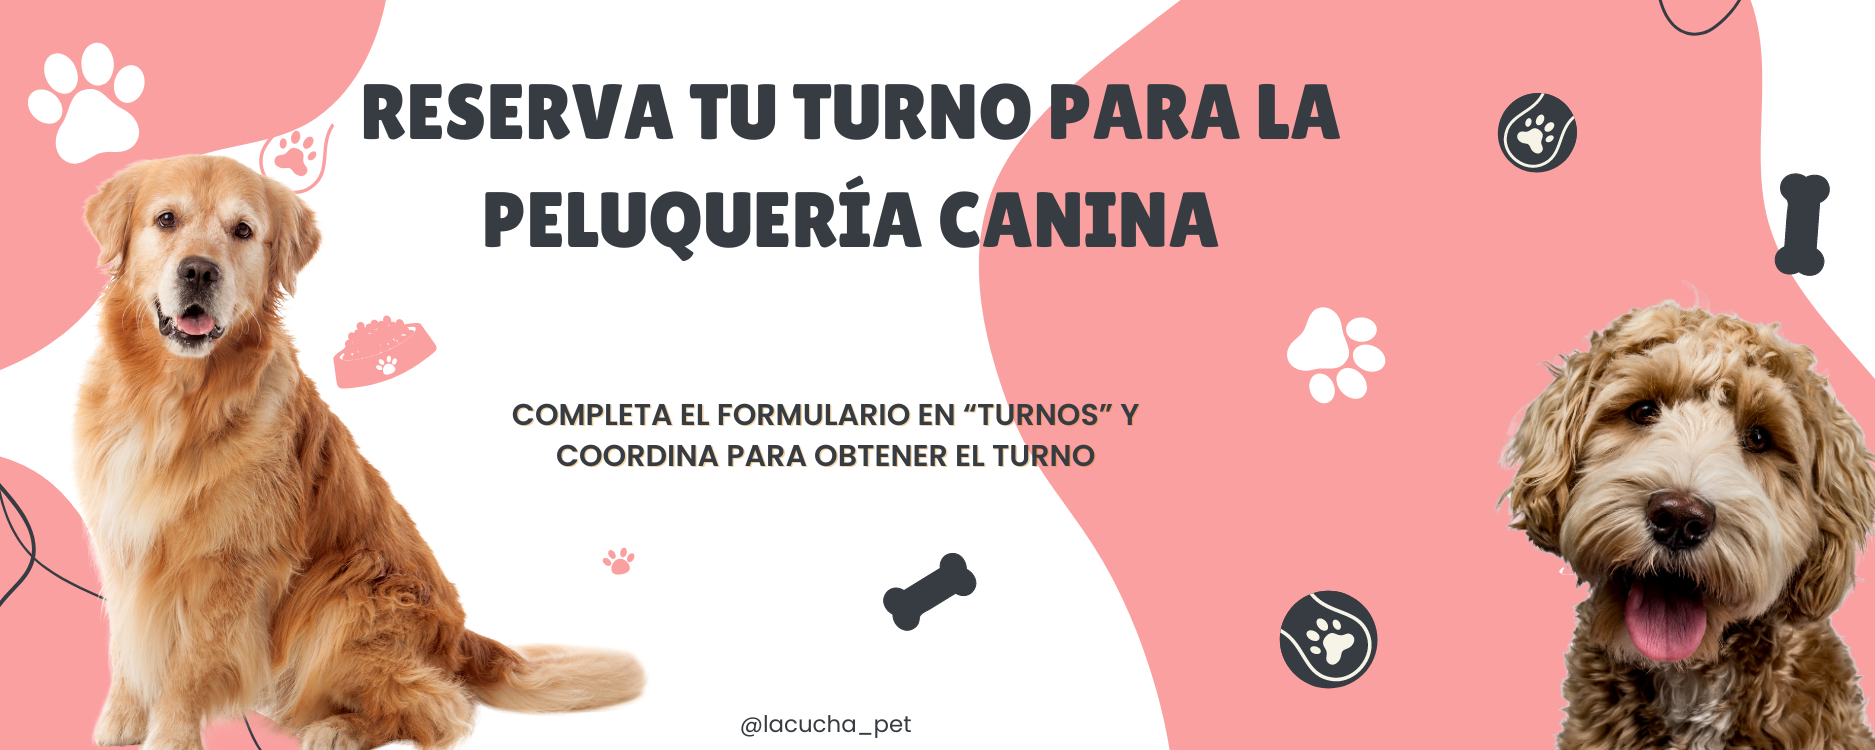 RESERVA TU TURNO PARA LA
PELUQUERÍA CANINA
COMPLETA EL FORMULARIO EN “TURNOS” Y
COORDINA PARA OBTENER EL TURNO
@lacucha_pet